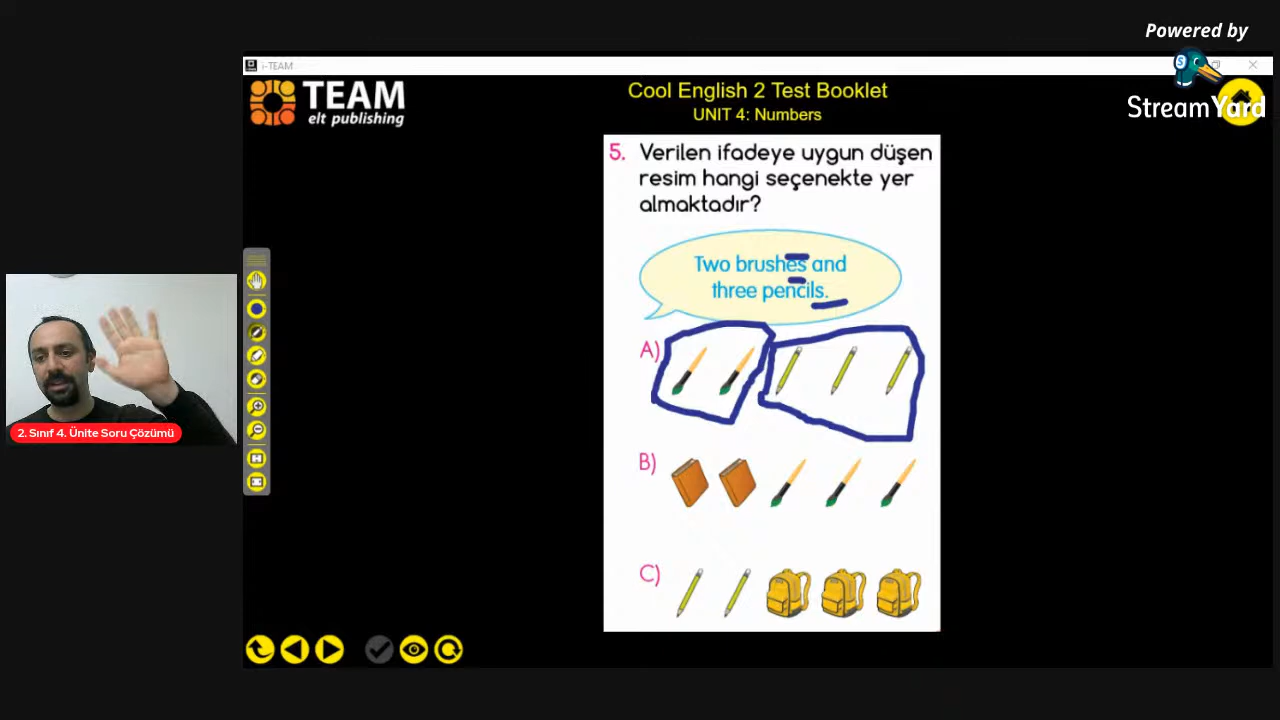 Powered by
StreamYard
i-TEAM
TEAM
elt publishing
Cool English 2 Test Booklet
UNIT 4: Numbers
5. Verilen ifadeye uygun düşen
resim hangi seçenekte yer
almaktadır?
Two brushes and
three pencils.
A)
B)
C)
2. Sınıf 4. Ünite Soru Çözümü